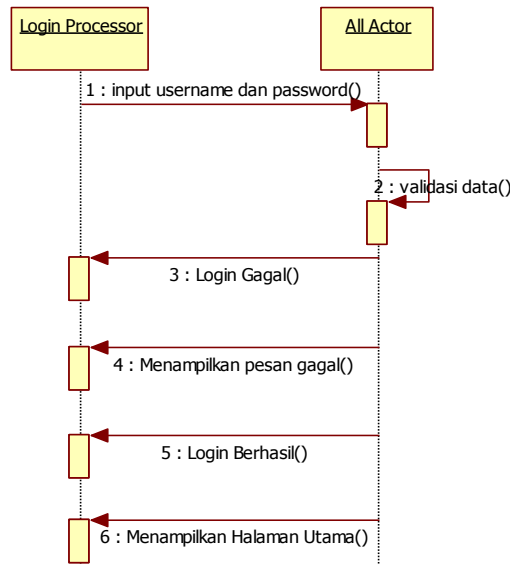 Login Processor
All Actor
1 : input username dan password()
2 : validasi data()
3 : Login Gagal()
4 : Menampilkan pesan gagal()
5 : Login Berhasil()
6 : Menampilkan Halaman Utama()